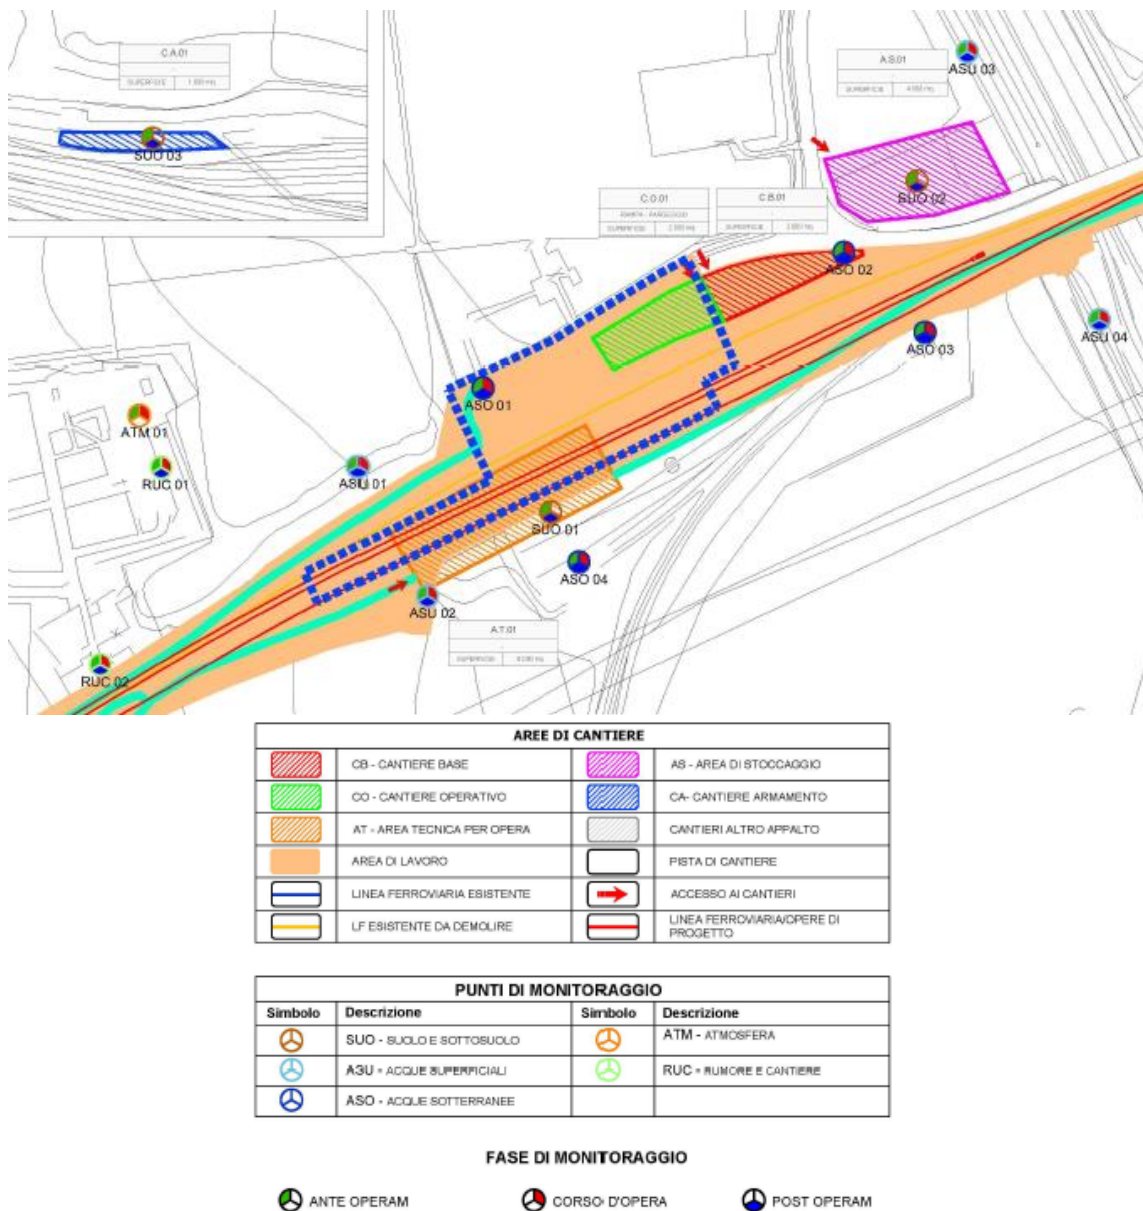 C.A.01
SUPERFICIE
SUO 03
A.S.01
SUPERFICIE
ASU 03
SUO 02
C.O.01
SUPERFICIE
C.B.01
SUPERFICIE
ASO 02
ASO 03
ASU 04
ASO 01
ATM 01
RUC 01
ASU 01
SUO 01
ASO 04
ASU 02
A.T.01
SUPERFICIE
RUC 02
AREE DI CANTIERE
CB - CANTIERE BASE
AS - AREA DI STOCCAGGIO
CO - CANTIERE OPERATIVO
CA- CANTIERE ARMAMENTO
AT - AREA TECNICA PER OPERA
CANTIERI ALTRO APPALTO
AREA DI LAVORO
PISTA DI CANTIERE
LINEA FERROVIARIA ESISTENTE
ACCESSO AI CANTIERI
LF ESISTENTE DA DEMOLIRE
LINEA FERROVIARIA/OPERE DI
PROGETTO
PUNTI DI MONITORAGGIO
Simbolo Descrizione Simbolo Descrizione
SUO - SUOLO E SOTTOSUOLO
ATM - ATMOSFERA
ASU - ACQUE SUPERFICIALI
RUC - RUMORE E CANTIERE
ASO - ACQUE SOTTERRANEE
FASE DI MONITORAGGIO
ANTE OPERAM
CORSO D'OPERA
POST OPERAM